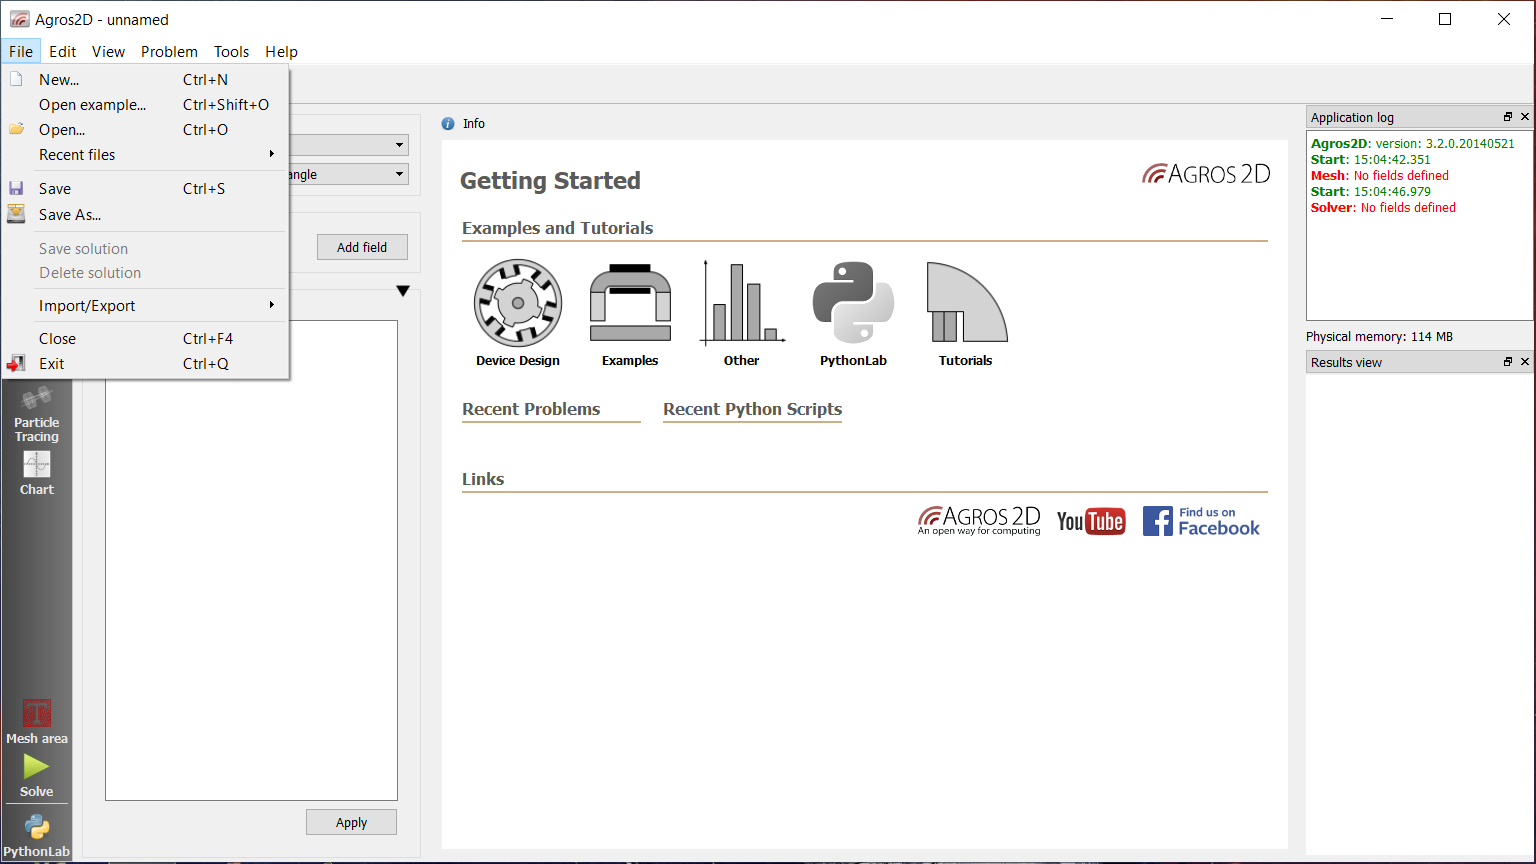 Agros2D - unnamed
File Edit View Problem Tools Help
New... Ctrl+N
Open example... Ctrl+Shift+O
Open... Ctrl+O
Recent files
Save Ctrl+S
Save As...
Save solution
Delete solution
Import/Export
Close Ctrl+F4
Exit Ctrl+Q
angle
Add field
Particle
Tracing
Chart
Mesh area
Solve
PythonLab
Apply
Info
Getting Started
AGROS 2D
Examples and Tutorials
Device Design Examples Other PythonLab Tutorials
Recent Problems Recent Python Scripts
Links
AGROS 2D
An open way for computing
YouTube
Find us on
Facebook
Application log
Agros2D: version: 3.2.0.20140521
Start: 15:04:42.351
Mesh: No fields defined
Start: 15:04:46.979
Solver: No fields defined
Physical memory: 114 MB
Results view